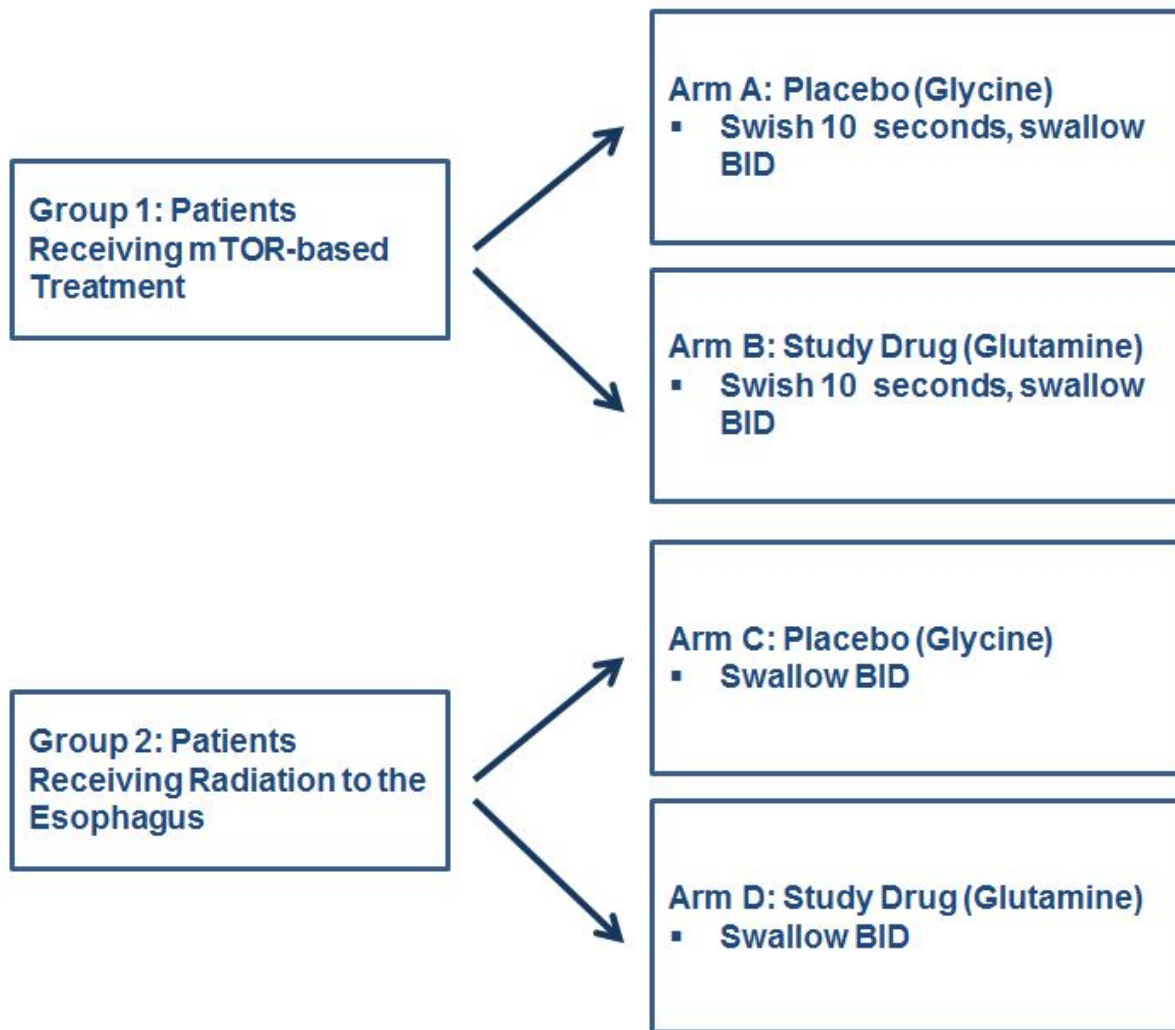 Group 1: Patients
Receiving mTOR-based
Treatment
Arm A: Placebo (Glycine)
▪ Swish 10 seconds, swallow
BID
Arm B: Study Drug (Glutamine)
▪ Swish 10 seconds, swallow
BID
Group 2: Patients
Receiving Radiation to the
Esophagus
Arm C: Placebo (Glycine)
▪ Swallow BID
Arm D: Study Drug (Glutamine)
▪ Swallow BID